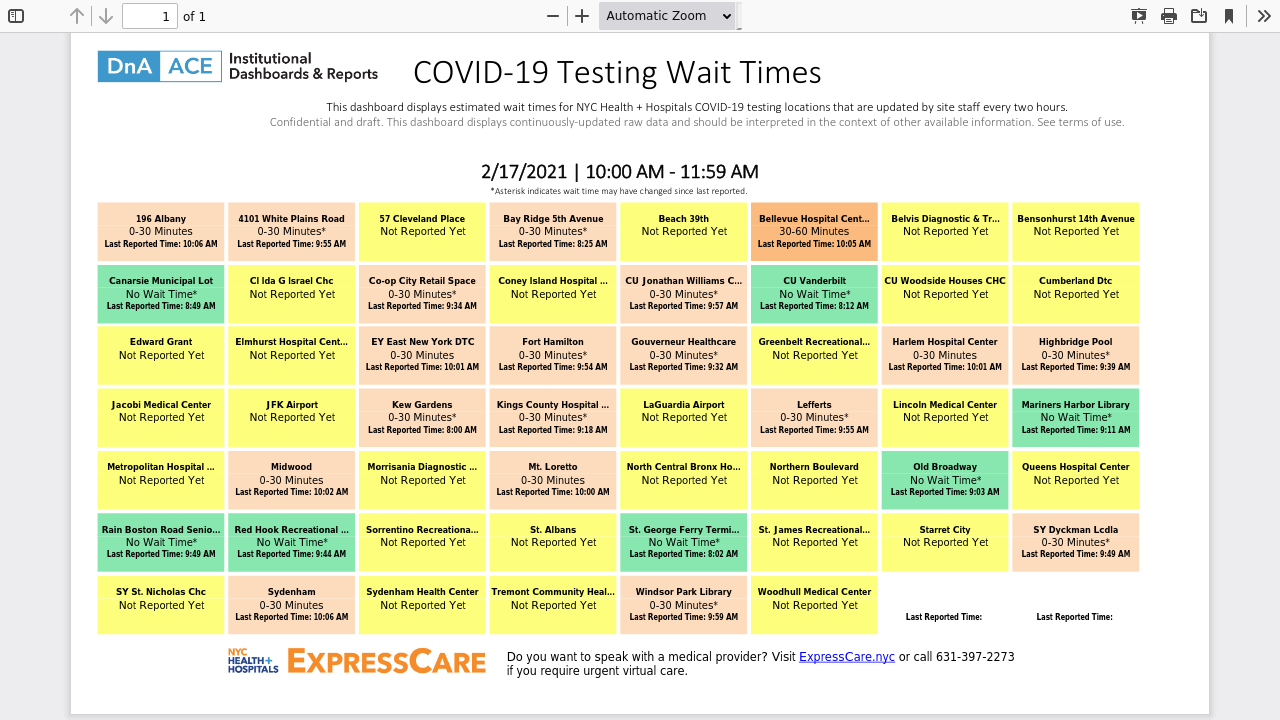 1 of 1 Automatic Zoom
DnA ACE Institutional
Dashboards & Reports
COVID-19 Testing Wait Times
This dashboard displays estimated wait times for NYC Health + Hospitals COVID-19 testing locations that are updated by site staff every two hours.
Confidential and draft. This dashboard displays continuously-updated raw data and should be interpreted in the context of other available information. See terms of use.
2/17/2021 | 10:00 AM - 11:59 AM
*Asterisk indicates wait time may have changed since last reported.
196 Albany
0-30 Minutes
Last Reported Time: 10:06 AM
4101 White Plains Road
0-30 Minutes*
Last Reported Time: 9:55 AM
57 Cleveland Place
Not Reported Yet
Bay Ridge 5th Avenue
0-30 Minutes*
Last Reported Time: 8:25 AM
Beach 39th
Not Reported Yet
Bellevue Hospital Cent...
30-60 Minutes
Last Reported Time: 10:05 AM
Belvis Diagnostic & Tr...
Not Reported Yet
Bensonhurst 14th Avenue
Not Reported Yet
Canarsie Municipal Lot
No Wait Time*
Last Reported Time: 8:49 AM
CI Ida G Israel Chc
Not Reported Yet
Co-op City Retail Space
0-30 Minutes*
Last Reported Time: 9:34 AM
Coney Island Hospital ...
Not Reported Yet
CU Jonathan Williams C...
0-30 Minutes*
Last Reported Time: 9:57 AM
CU Vanderbilt
No Wait Time*
Last Reported Time: 8:12 AM
CU Woodside Houses CHC
Not Reported Yet
Cumberland Dtc
Not Reported Yet
Edward Grant
Not Reported Yet
Elmhurst Hospital Cent...
Not Reported Yet
EY East New York DTC
0-30 Minutes
Last Reported Time: 10:01 AM
Fort Hamilton
0-30 Minutes*
Last Reported Time: 9:54 AM
Gouverneur Healthcare
0-30 Minutes*
Last Reported Time: 9:32 AM
Greenbelt Recreational...
Not Reported Yet
Harlem Hospital Center
0-30 Minutes
Last Reported Time: 10:01 AM
Highbridge Pool
0-30 Minutes*
Last Reported Time: 9:39 AM
Jacobi Medical Center
Not Reported Yet
JFK Airport
Not Reported Yet
Kew Gardens
0-30 Minutes*
Last Reported Time: 8:00 AM
Kings County Hospital ...
0-30 Minutes*
Last Reported Time: 9:18 AM
LaGuardia Airport
Not Reported Yet
Lefferts
0-30 Minutes*
Last Reported Time: 9:55 AM
Lincoln Medical Center
Not Reported Yet
Mariners Harbor Library
No Wait Time*
Last Reported Time: 9:11 AM
Metropolitan Hospital ...
Not Reported Yet
Midwood
0-30 Minutes
Last Reported Time: 10:02 AM
Morrisania Diagnostic ...
Not Reported Yet
Mt. Loretto
0-30 Minutes
Last Reported Time: 10:00 AM
North Central Bronx Ho...
Not Reported Yet
Northern Boulevard
Not Reported Yet
Old Broadway
No Wait Time*
Last Reported Time: 9:03 AM
Queens Hospital Center
Not Reported Yet
Rain Boston Road Senio...
No Wait Time*
Last Reported Time: 9:49 AM
Red Hook Recreational ...
No Wait Time*
Last Reported Time: 9:44 AM
Sorrentino Recreationa...
Not Reported Yet
St. Albans
Not Reported Yet
St. George Ferry Termi...
No Wait Time*
Last Reported Time: 8:02 AM
St. James Recreational...
Not Reported Yet
Starret City
Not Reported Yet
SY Dyckman Lcdla
0-30 Minutes*
Last Reported Time: 9:49 AM
SY St. Nicholas Chc
Not Reported Yet
Sydenham
0-30 Minutes
Last Reported Time: 10:06 AM
Sydenham Health Center
Not Reported Yet
Tremont Community Heal...
Not Reported Yet
Windsor Park Library
0-30 Minutes*
Last Reported Time: 9:59 AM
Woodhull Medical Center
Not Reported Yet
Last Reported Time:
Last Reported Time:
NYC
HEALTH+
HOSPITALS
EXPRESSCARE
Do you want to speak with a medical provider? Visit ExpressCare.nyc or call 631-397-2273
if you require urgent virtual care.